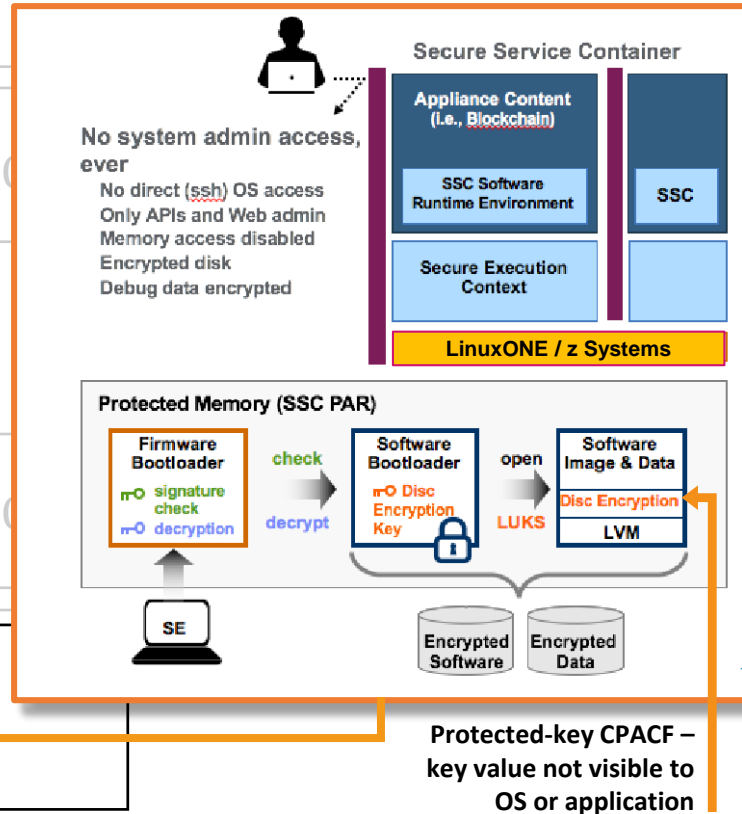 Secure Service Container
No system admin access,
ever
No direct (ssh) OS access
Only APIs and Web admin
Memory access disabled
Encrypted disk
Debug data encrypted
Appliance Content
(i.e., Blockchain)
SSC Software
Runtime Environment
SSC
Secure Execution
Context
LinuxONE / z Systems
Protected Memory (SSC PAR)
Firmware
Bootloader
signature
check
decryption
check
decrypt
Software
Bootloader
Disc
Encryption
Key
open
LUKS
Software
Image & Data
Disc Encryption
LVM
SE
Encrypted
Software
Encrypted
Data
Protected-key CPACF –
key value not visible to
OS or application